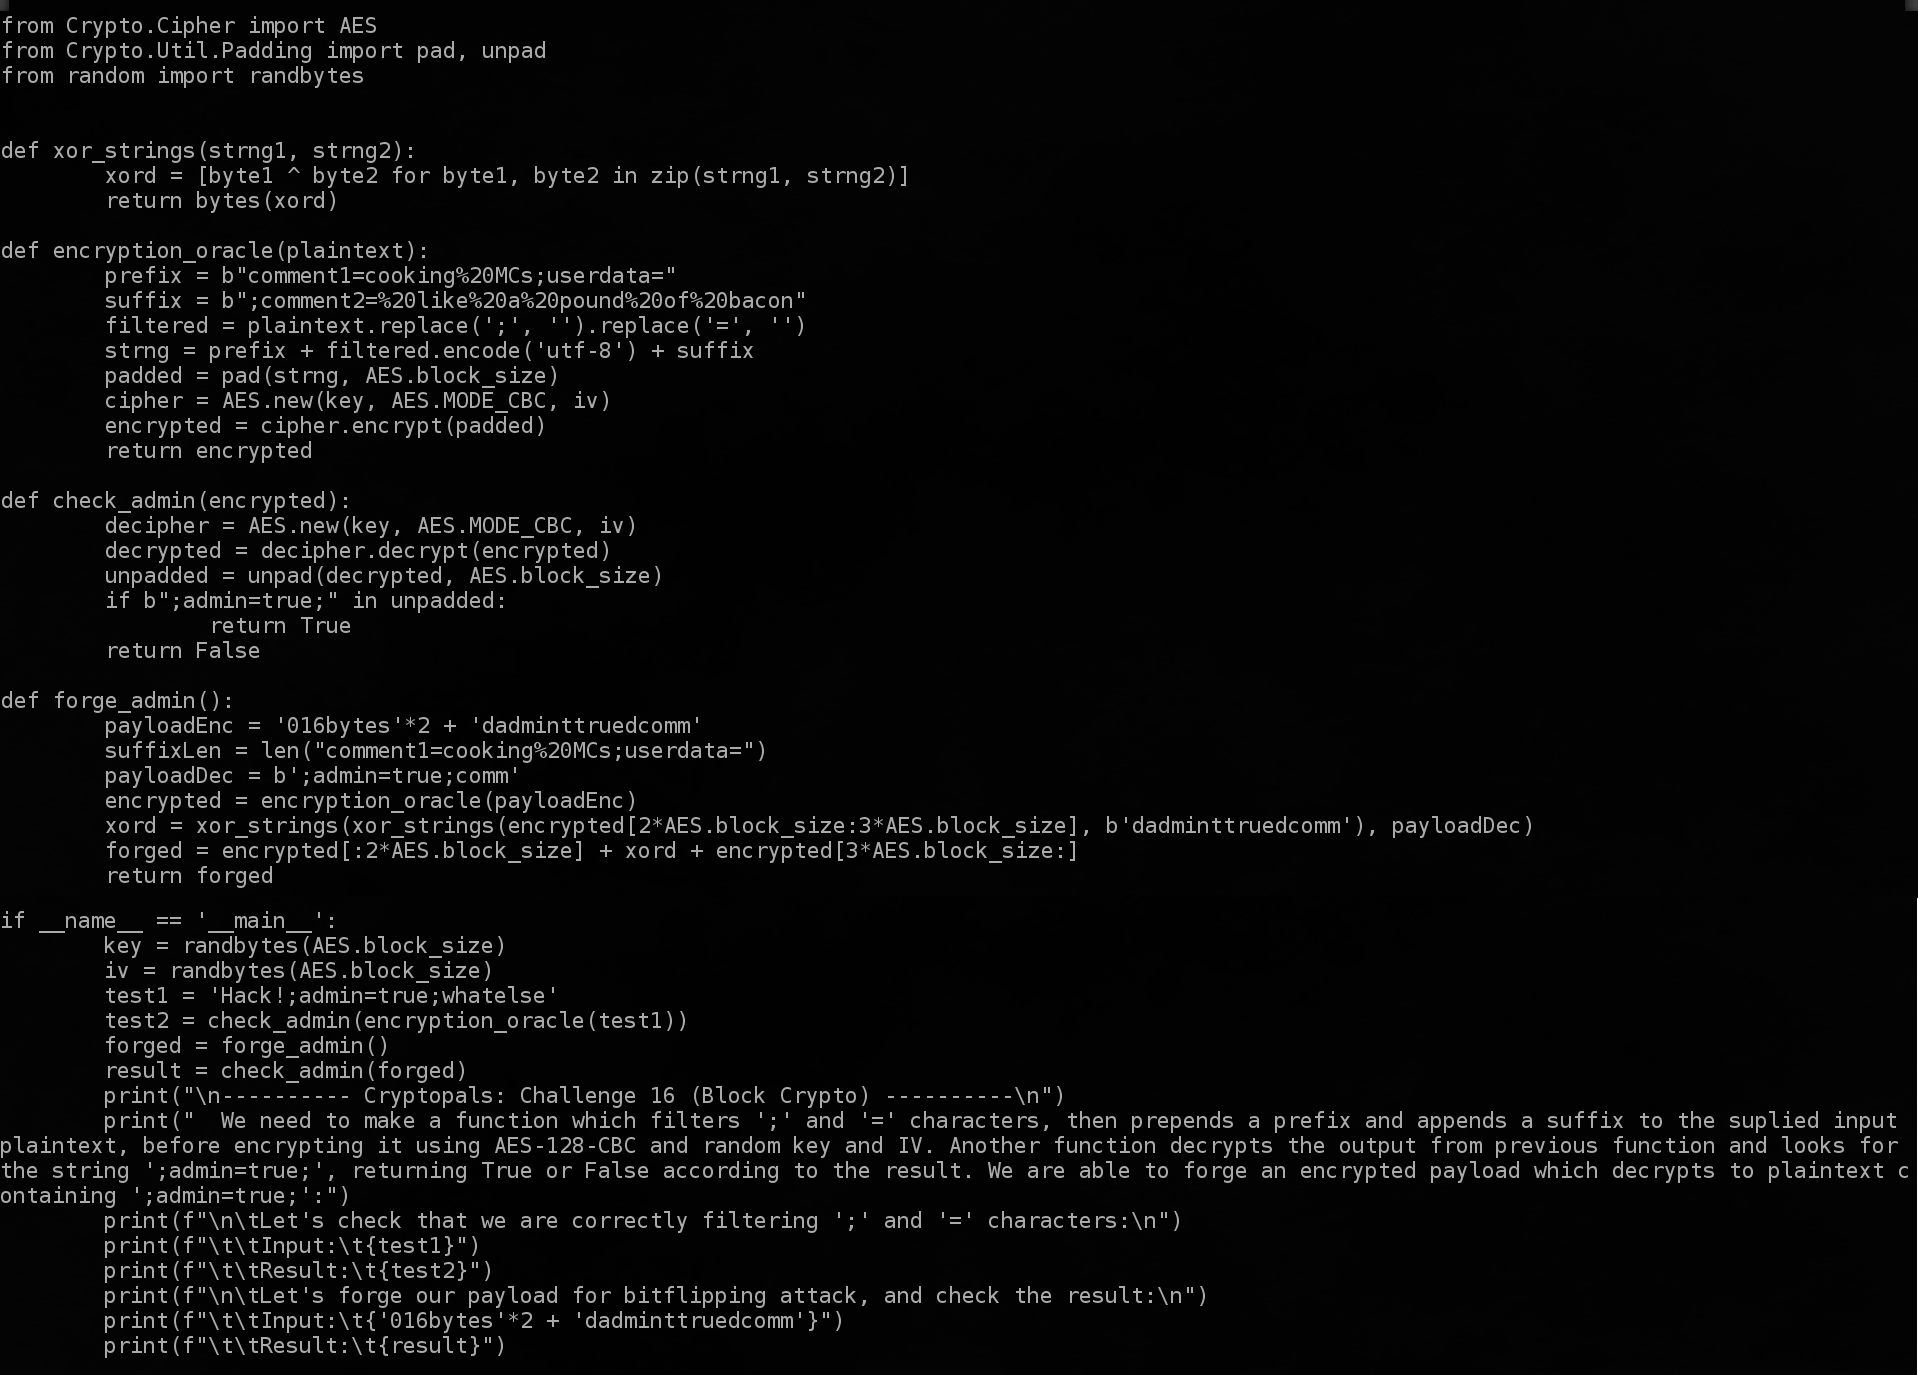 from Crypto.Cipher import AES
from Crypto.Util.Padding import pad, unpad
from random import randbytes
def xor_strings(strng1, strng2):
        xord = [byte1 ^ byte2 for byte1, byte2 in zip(strng1, strng2)]
        return bytes(xord)
def encryption_oracle(plaintext):
        prefix = b"comment1=cooking%20MCs;userdata="
        suffix = b";comment2=%20like%20a%20pound%20of%20bacon"
        filtered = plaintext.replace(';', '').replace('=', '')
        strng = prefix + filtered.encode('utf-8') + suffix
        padded = pad(strng, AES.block_size)
        cipher = AES.new(key, AES.MODE_CBC, iv)
        encrypted = cipher.encrypt(padded)
        return encrypted
def check_admin(encrypted):
        decipher = AES.new(key, AES.MODE_CBC, iv)
        decrypted = decipher.decrypt(encrypted)
        unpadded = unpad(decrypted, AES.block_size)
        if b";admin=true;" in unpadded:
                return True
        return False
def forge_admin():
        payloadEnc = '016bytes'*2 + 'dadminttruedcomm'
        suffixLen = len("comment1=cooking%20MCs;userdata=")
        payloadDec = b';admin=true;comm'
        encrypted = encryption_oracle(payloadEnc)
        xord = xor_strings(xor_strings(encrypted[2*AES.block_size:3*AES.block_size], b'dadminttruedcomm'), payloadDec)
        forged = encrypted[:2*AES.block_size] + xord + encrypted[3*AES.block_size:]
        return forged
if __name__ == '__main__':
        key = randbytes(AES.block_size)
        iv = randbytes(AES.block_size)
        test1 = 'Hack!;admin=true;whatelse'
        test2 = check_admin(encryption_oracle(test1))
        forged = forge_admin()
        result = check_admin(forged)
        print("\n---------- Cryptopals: Challenge 16 (Block Crypto) ----------\n")
        print("  We need to make a function which filters ';' and '=' characters, then prepends a prefix and appends a suffix to the suplied input
plaintext, before encrypting it using AES-128-CBC and random key and IV. Another function decrypts the output from previous function and looks for
the string ';admin=true;', returning True or False according to the result. We are able to forge an encrypted payload which decrypts to plaintext c
ontaining ';admin=true;':")
        print(f"\n\tLet's check that we are correctly filtering ';' and '=' characters:\n")
        print(f"\t\tInput:\t{test1}")
        print(f"\t\tResult:\t{test2}")
        print(f"\n\tLet's forge our payload for bitflipping attack, and check the result:\n")
        print(f"\t\tInput:\t{'016bytes'*2 + 'dadminttruedcomm'}")
        print(f"\t\tResult:\t{result}")